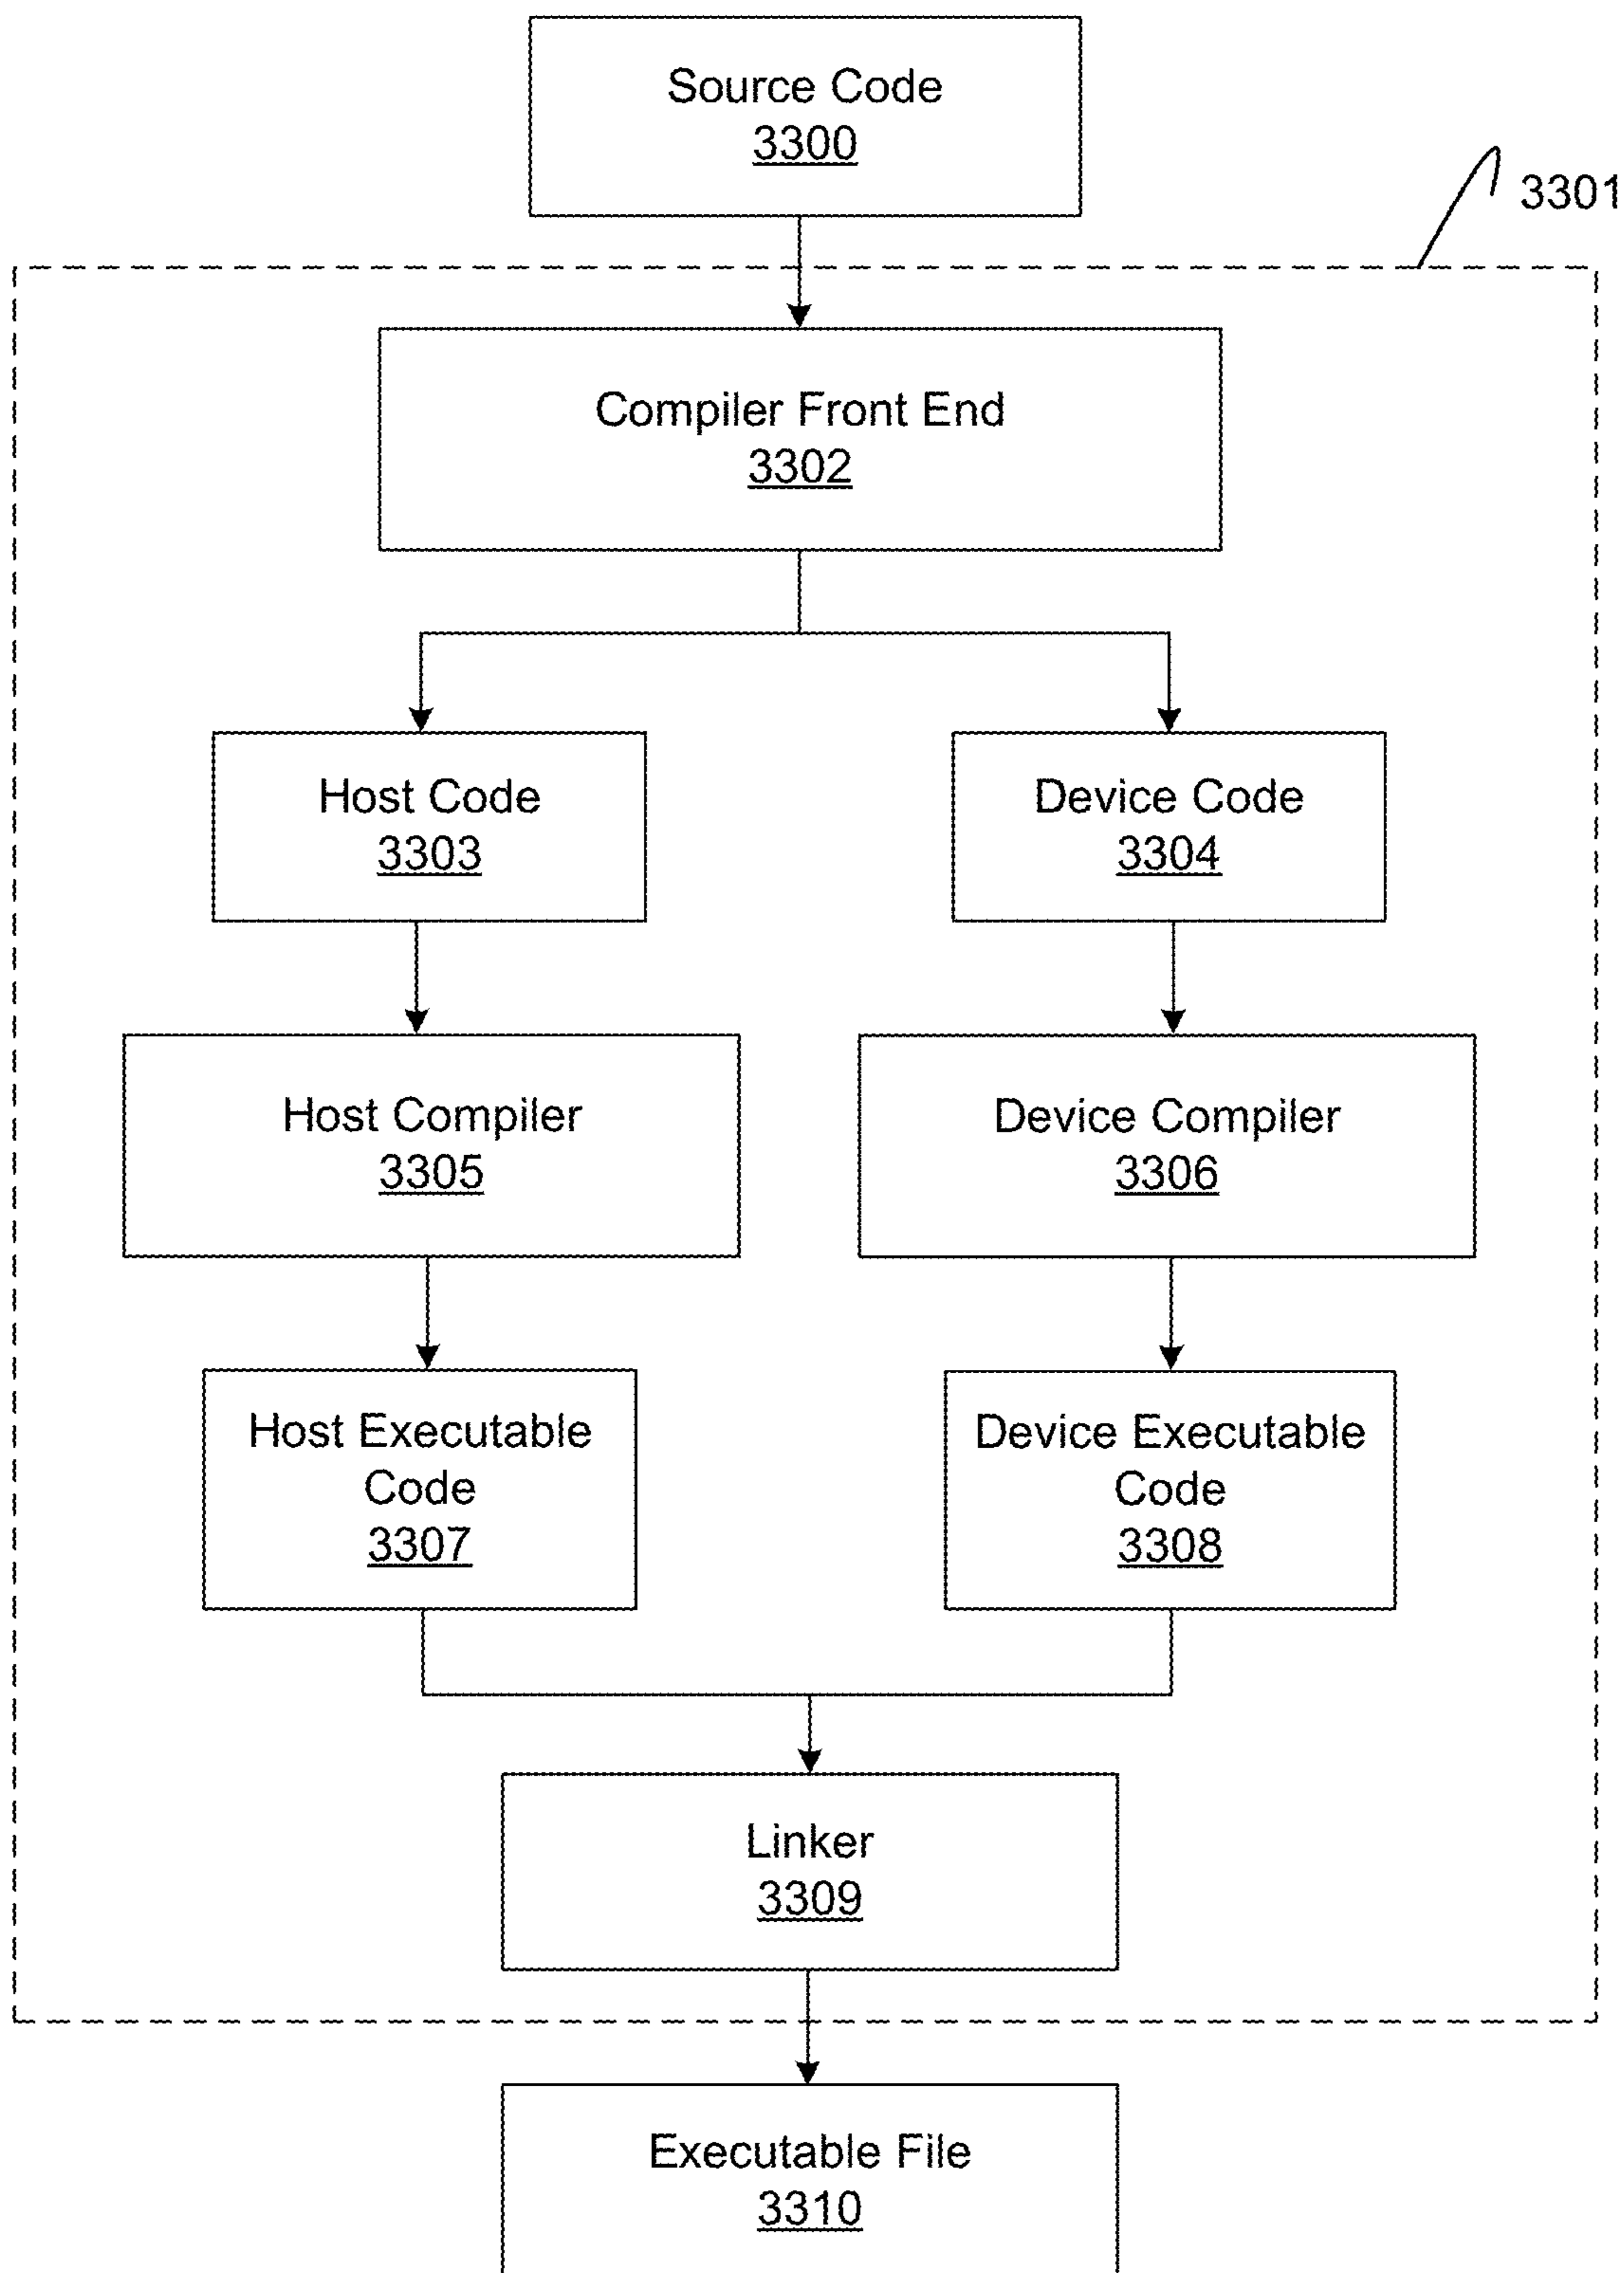 Source Code
3300
3301
Compiler Front End
3302
Host Code
3303
Device Code
3304
Host Compiler
3305
Device Compiler
3306
Host Executable
Code
3307
Device Executable
Code
3308
Linker
3309
Executable File
3310